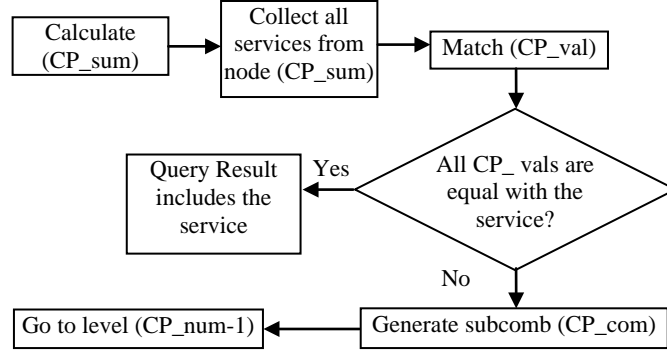 Calculate
(CP_sum)
Collect all
services from
node (CP_sum)
Match (CP_val)
All CP_ vals are
equal with the
service?
Yes
Query Result
includes the
service
No
Generate subcomb (CP_com)
Go to level (CP_num-1)